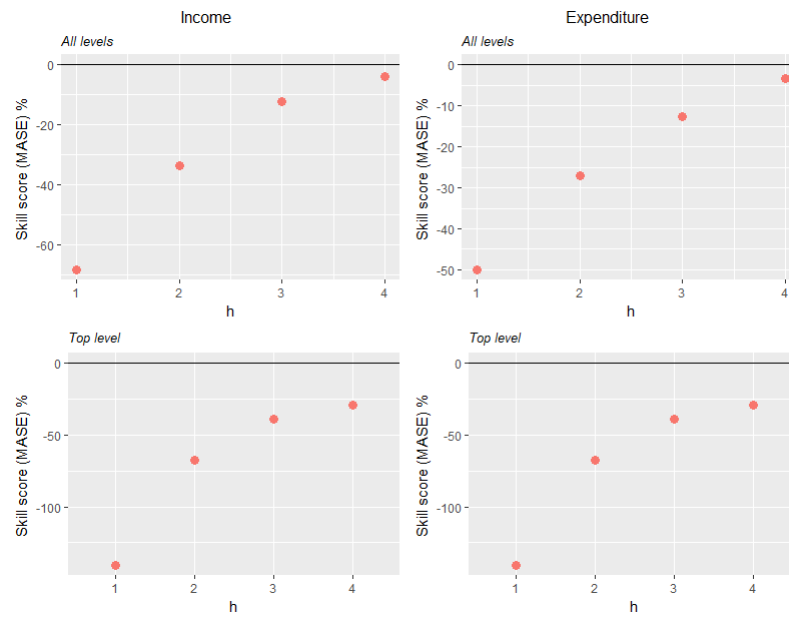 Income
Expenditure
All levels
All levels
Skill score (MASE) %
0
-20
-40
-60
1 2 3 4
h
Skill score (MASE) %
0
-10
-20
-30
-40
-50
1 2 3 4
h
Top level
Top level
Skill score (MASE) %
0
-50
-100
1 2 3 4
h
Skill score (MASE) %
0
-50
-100
1 2 3 4
h